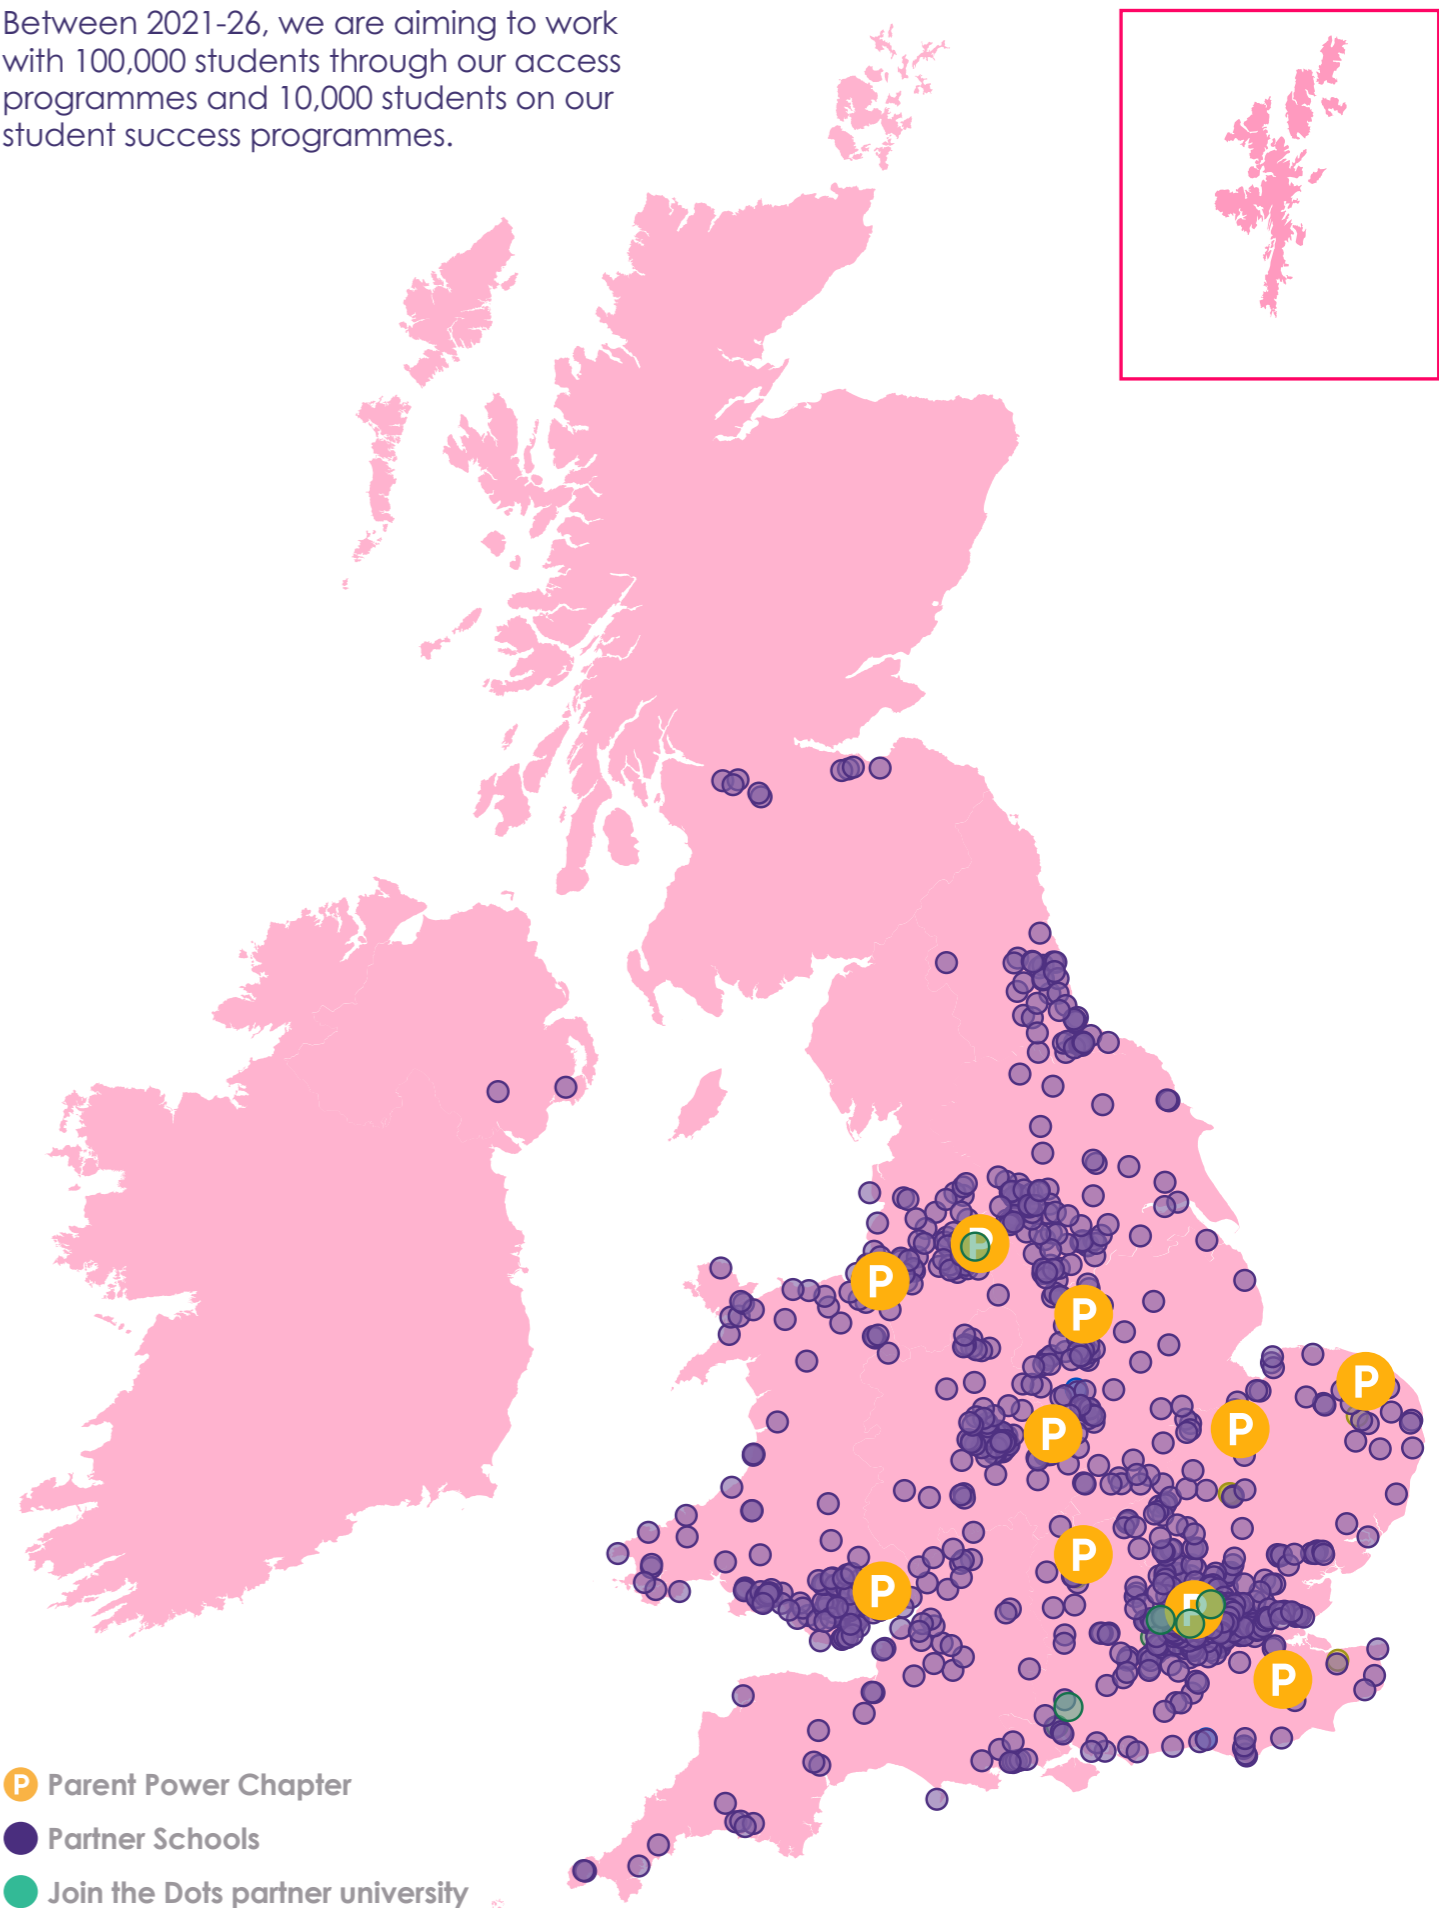 Between 2021-26, we are aiming to work
with 100,000 students through our access
programmes and 10,000 students on our
student success programmes.
P
P
P
P
P
P
P
P
P
P
P Parent Power Chapter
Partner Schools
Join the Dots partner university